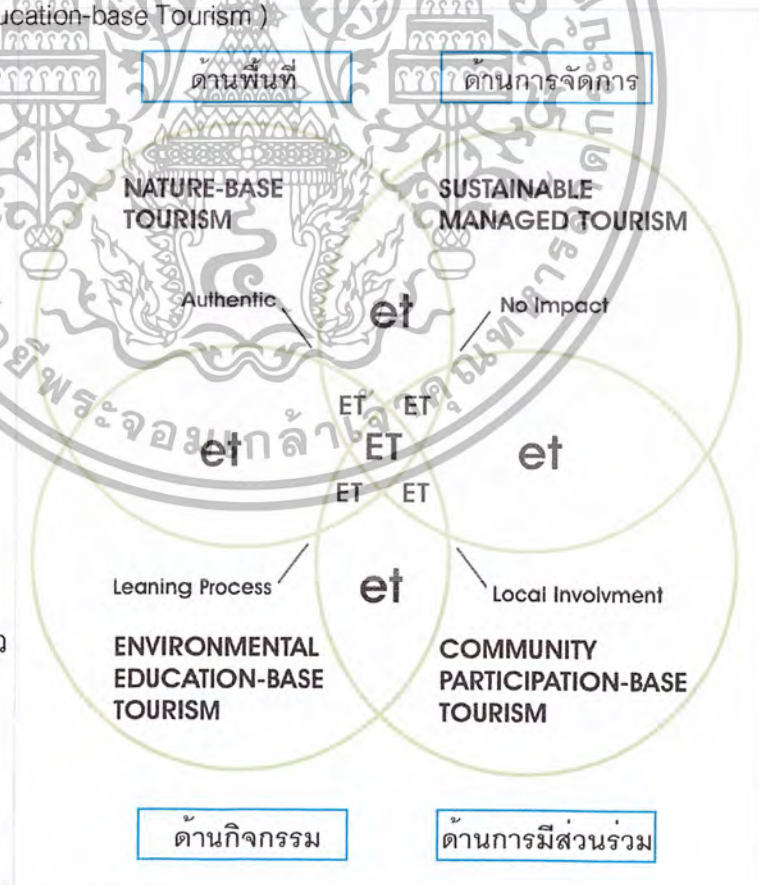 ucation-base Tourism )
ด้านพื้นที่
ด้านการจัดการ
NATURE-BASE
TOURISM
SUSTAINABLE
MANAGED TOURISM
Authentic
et
No Impact
ET ET
et
ET
et
ET ET
Leaning Process
et
Local Involvment
ว
ENVIRONMENTAL
EDUCATION-BASE
TOURISM
COMMUNITY
PARTICIPATION-BASE
TOURISM
ด้านกิจกรรม
ด้านการมีส่วนร่วม